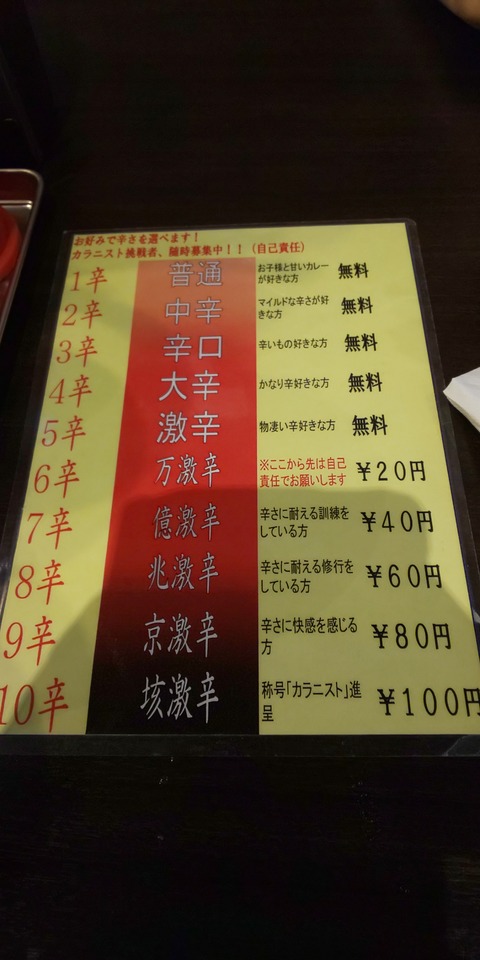 お好みで辛さを選べます!
カラニスト挑戦者、随時募集中!!(自己責任)
1辛 普通 お子様と甘いカレー
が好きな方 無料
2辛 中辛 マイルドな辛さが好
きな方 無料
3辛 辛口 辛いもの好きな方 無料
4辛 大辛 かなり辛好きな方 無料
5辛 激辛 物凄い辛好きな方 無料
6辛 万激辛 ※ここから先は自己
責任でお願いします ¥20円
7辛 億激辛 辛さに耐える訓練を
している方 ¥40円
8辛 兆激辛 辛さに耐える修行を
している方 ¥60円
9辛 京激辛 辛さに快感を感じる
方 ¥80円
10辛 垓激辛 称号「カラニスト」進
呈 ¥100円